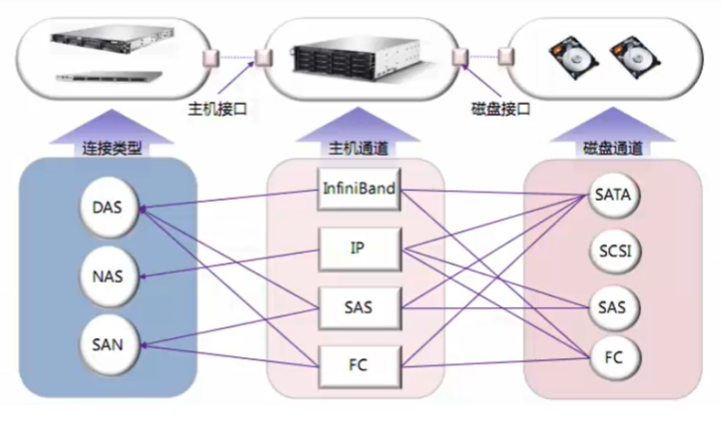 主机接口
磁盘接口
连接类型
主机通道
磁盘通道
DAS
NAS
SAN
InfiniBand
IP
SAS
FC
SATA
SCSI
SAS
FC